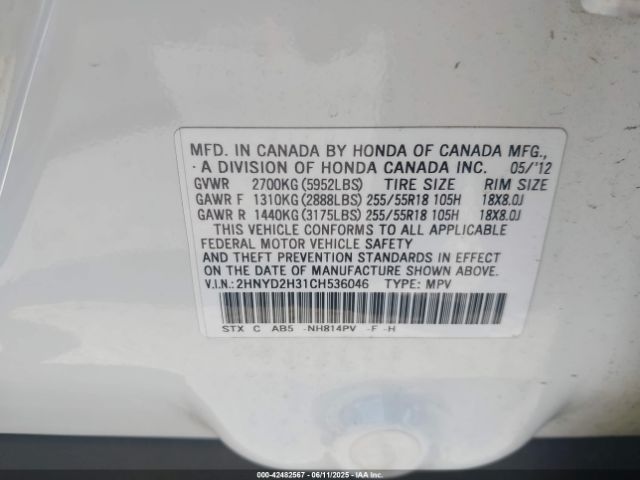 MFD. IN CANADA BY HONDA OF CANADA MFG.,
A DIVISION OF HONDA CANADA INC. 05/'12
GVWR 2700KG(5952LBS) TIRE SIZE RIM SIZE
GAWR F 1310KG(2888LBS) 255/55R18 105H 18X8.0J
GAWR R 1440KG(3175LBS) 255/55R18 105H 18X8.0J
THIS VEHICLE CONFORMS TO ALL APPLICABLE
FEDERAL MOTOR VEHICLE SAFETY
AND THEFT PREVENTION STANDARDS IN EFFECT
ON THE DATE OF MANUFACTURE SHOWN ABOVE.
V.I.N.:2HNYD2H31CH536046 TYPE: MPV
STX C AB5 -NH814PV -F -H
000-42482567 - 06/11/2025 - IAAI.COM